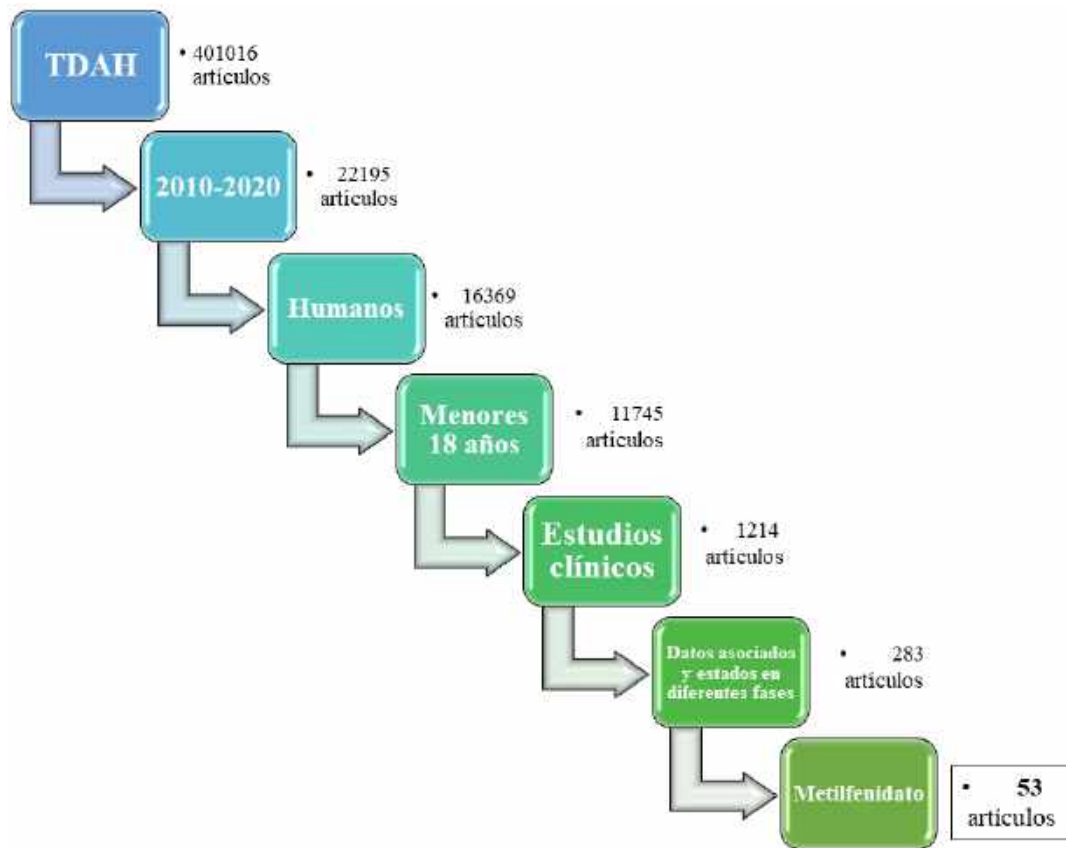 TDAH
• 401016
artículos
2010-2020
• 22195
artículos
Humanos
• 16369
artículos
Menores
18 años
• 11745
artículos
Estudios
clínicos
• 1214
artículos
Datos asociados
y estados en
diferentes fases
• 283
artículos
Metilfenidato
• 53
artículos